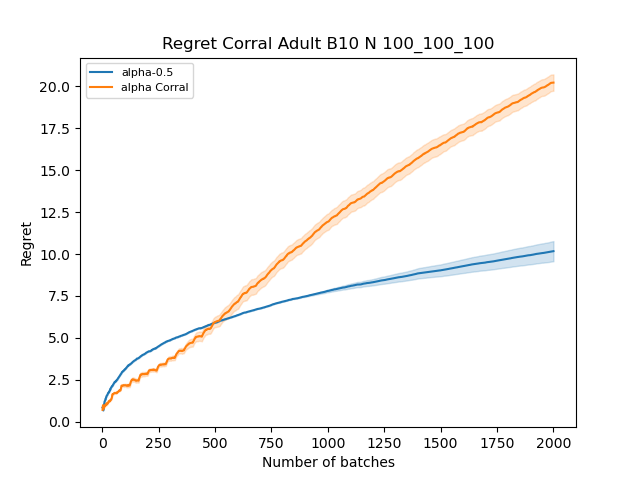 Regret Corral Adult B10 N 100_100_100
alpha-0.5
alpha Corral
20.0
17.5
15.0
12.5
10.0
7.5
5.0
2.5
0.0
Regret
0 250 500 750 1000 1250 1500 1750 2000
Number of batches